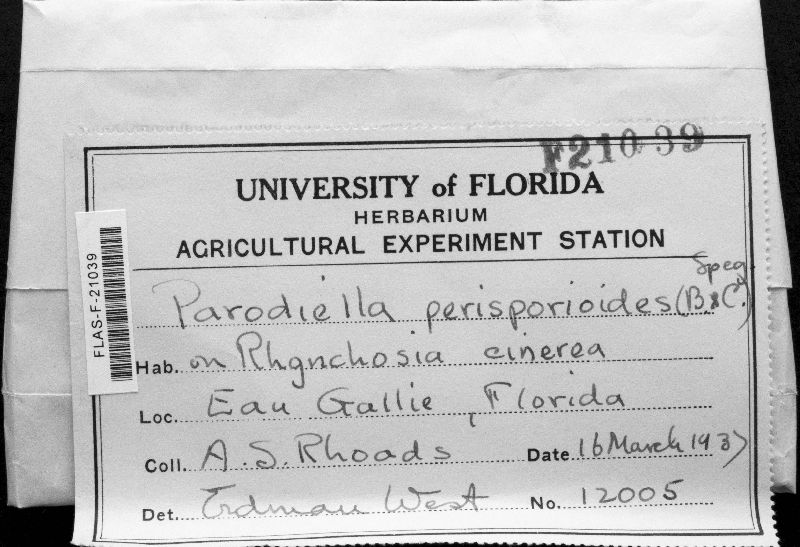 F21039
UNIVERSITY of FLORIDA
HERBARIUM
AGRICULTURAL EXPERIMENT STATION
Parodiella perisporioides (B & C.) Speg
Hab. on Rhynchosia cinerea
Loc. Eau Gallie, Florida
Coll. A. S. Rhoads Date 16 March 1937
Det. Erdman West No. 12005
FLAS-F-21039